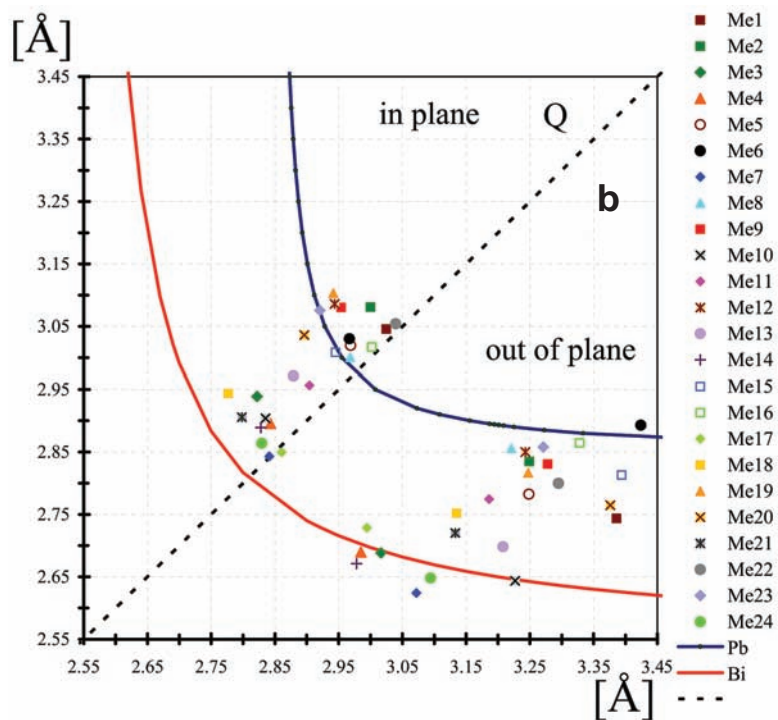 [Å]
3.45
3.35
3.25
3.15
3.05
2.95
2.85
2.75
2.65
2.55
in plane
Q
b
out of plane
2.55
2.65
2.75
2.85
2.95
3.05
3.15
3.25
3.35
3.45
[Å]
Me1
Me2
Me3
Me4
Me5
Me6
Me7
Me8
Me9
Me10
Me11
Me12
Me13
Me14
Me15
Me16
Me17
Me18
Me19
Me20
Me21
Me22
Me23
Me24
Pb
Bi